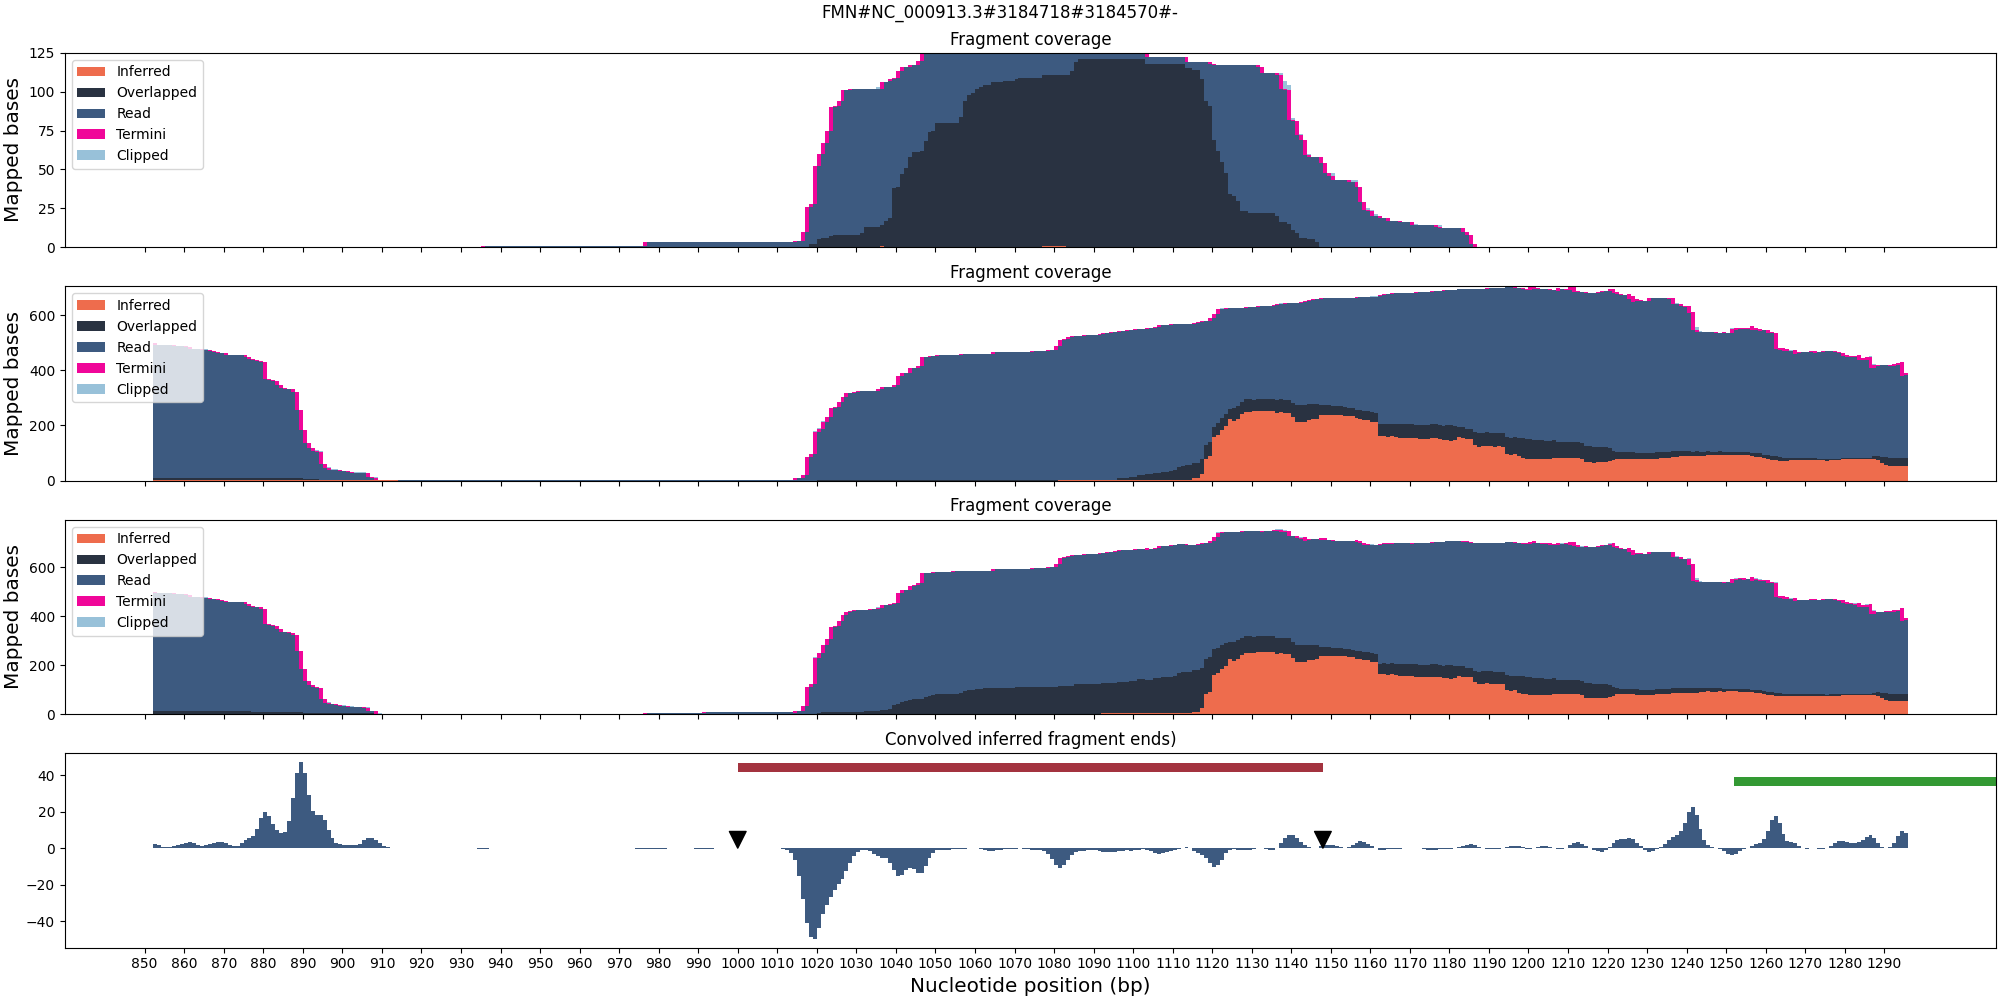 FMN#NC_000913.3#3184718#3184570#-
Fragment coverage
Mapped bases
125
100
75
50
25
0
Inferred
Overlapped
Read
Termini
Clipped
Fragment coverage
Mapped bases
600
400
200
0
Inferred
Overlapped
Read
Termini
Clipped
Fragment coverage
Mapped bases
600
400
200
0
Inferred
Overlapped
Read
Termini
Clipped
Convolved inferred fragment ends)
40
20
0
−20
−40
850 860 870 880 890 900 910 920 930 940 950 960 970 980 990 1000 1010 1020 1030 1040 1050 1060 1070 1080 1090 1100 1110 1120 1130 1140 1150 1160 1170 1180 1190 1200 1210 1220 1230 1240 1250 1260 1270 1280 1290
Nucleotide position (bp)